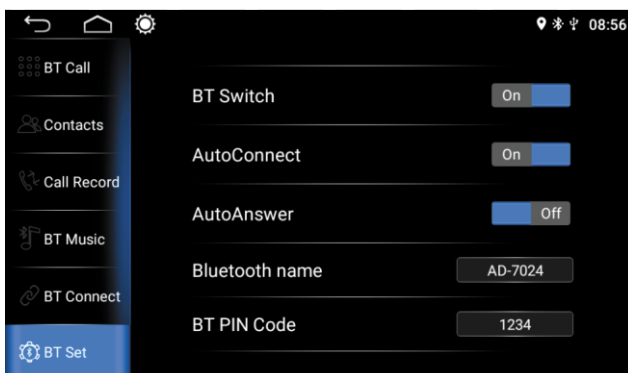 08:56
BT Call
Contacts
Call Record
BT Music
BT Connect
BT Set
BT Switch On
AutoConnect On
AutoAnswer Off
Bluetooth name AD-7024
BT PIN Code 1234